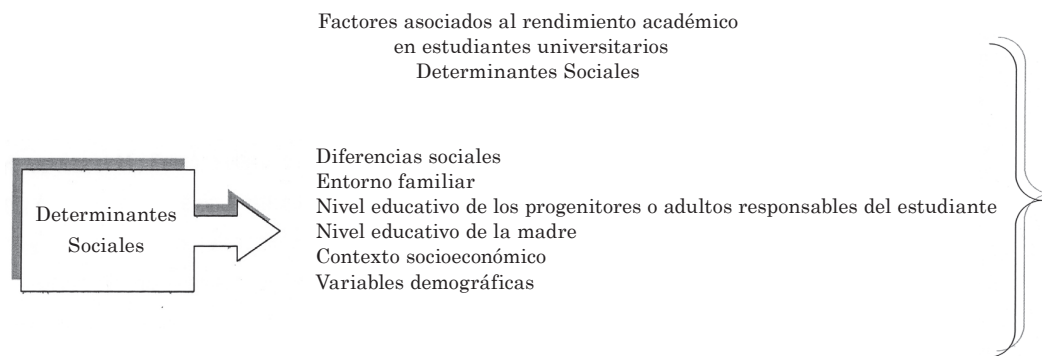 Factores asociados al rendimiento académico
en estudiantes universitarios
Determinantes Sociales
Determinantes
Sociales
Diferencias sociales
Entorno familiar
Nivel educativo de los progenitores o adultos responsables del estudiante
Nivel educativo de la madre
Contexto socioeconómico
Variables demográficas